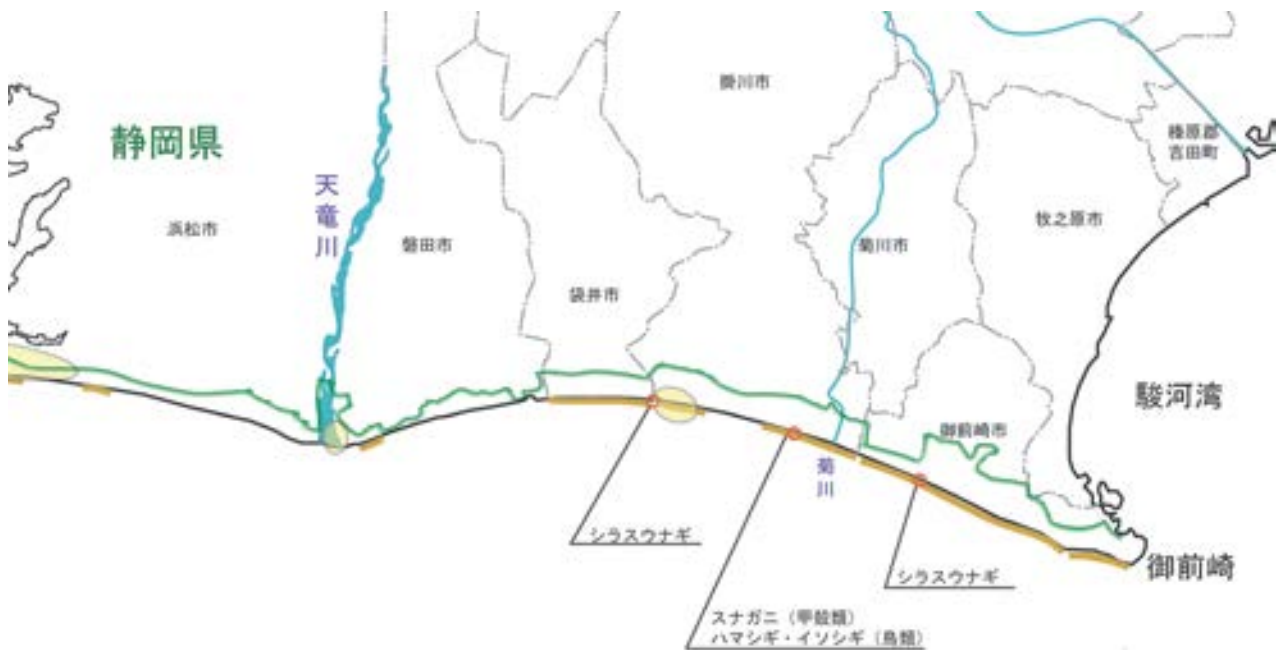 掛川市
静岡県
榛原郡
吉田町
天竜川
浜松市
磐田市
菊川市
牧之原市
袋井市
駿河湾
御前崎市
菊川
シラスウナギ
御前崎
シラスウナギ
スナガニ（甲殻類）
ハマシギ・イソシギ（鳥類）